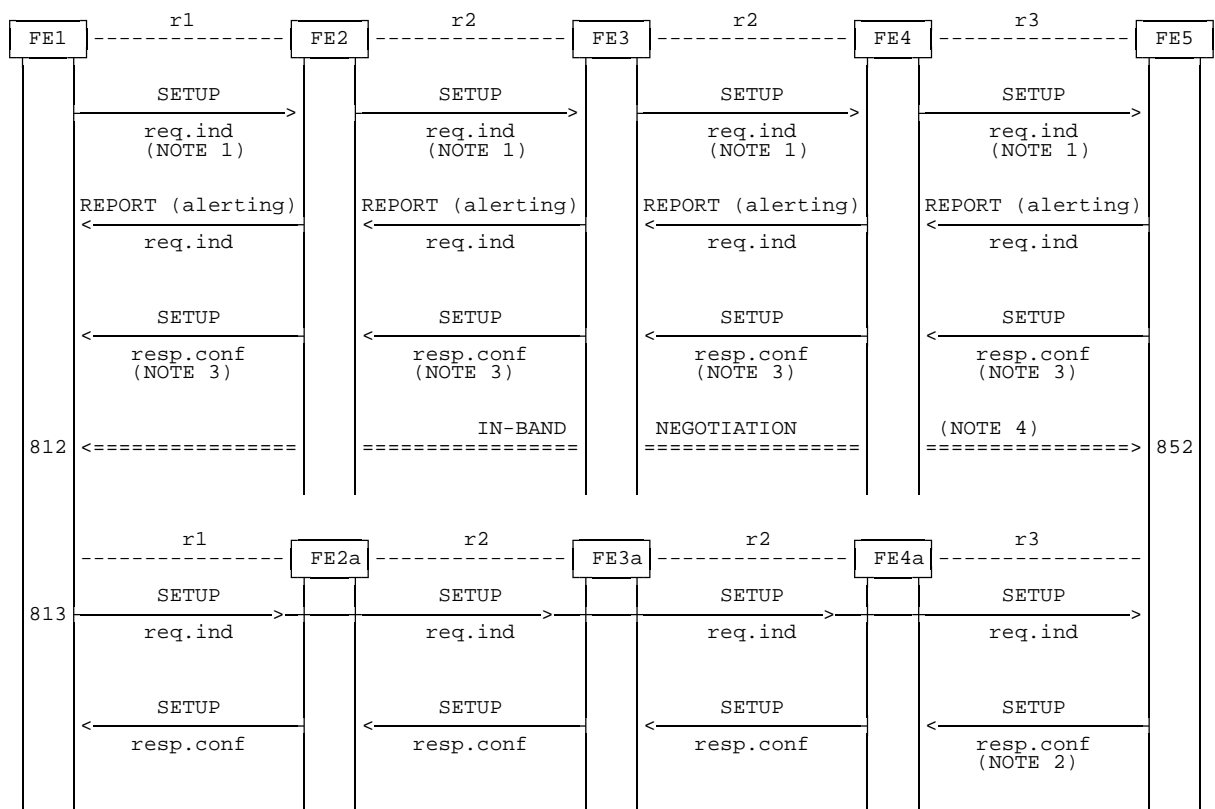 r1 r2 r2 r3
FE1 FE2 FE3 FE4 FE5
SETUP SETUP SETUP SETUP
req.ind req.ind req.ind req.ind
(NOTE 1) (NOTE 1) (NOTE 1) (NOTE 1)
REPORT (alerting) REPORT (alerting) REPORT (alerting) REPORT (alerting)
req.ind req.ind req.ind req.ind
SETUP SETUP SETUP SETUP
resp.conf resp.conf resp.conf resp.conf
(NOTE 3) (NOTE 3) (NOTE 3) (NOTE 3)
IN-BAND NEGOTIATION (NOTE 4)
812 852
r1 r2 r2 r3
FE2a FE3a FE4a
SETUP SETUP SETUP SETUP
813
req.ind req.ind req.ind req.ind
SETUP SETUP SETUP SETUP
resp.conf resp.conf resp.conf resp.conf
(NOTE 2)